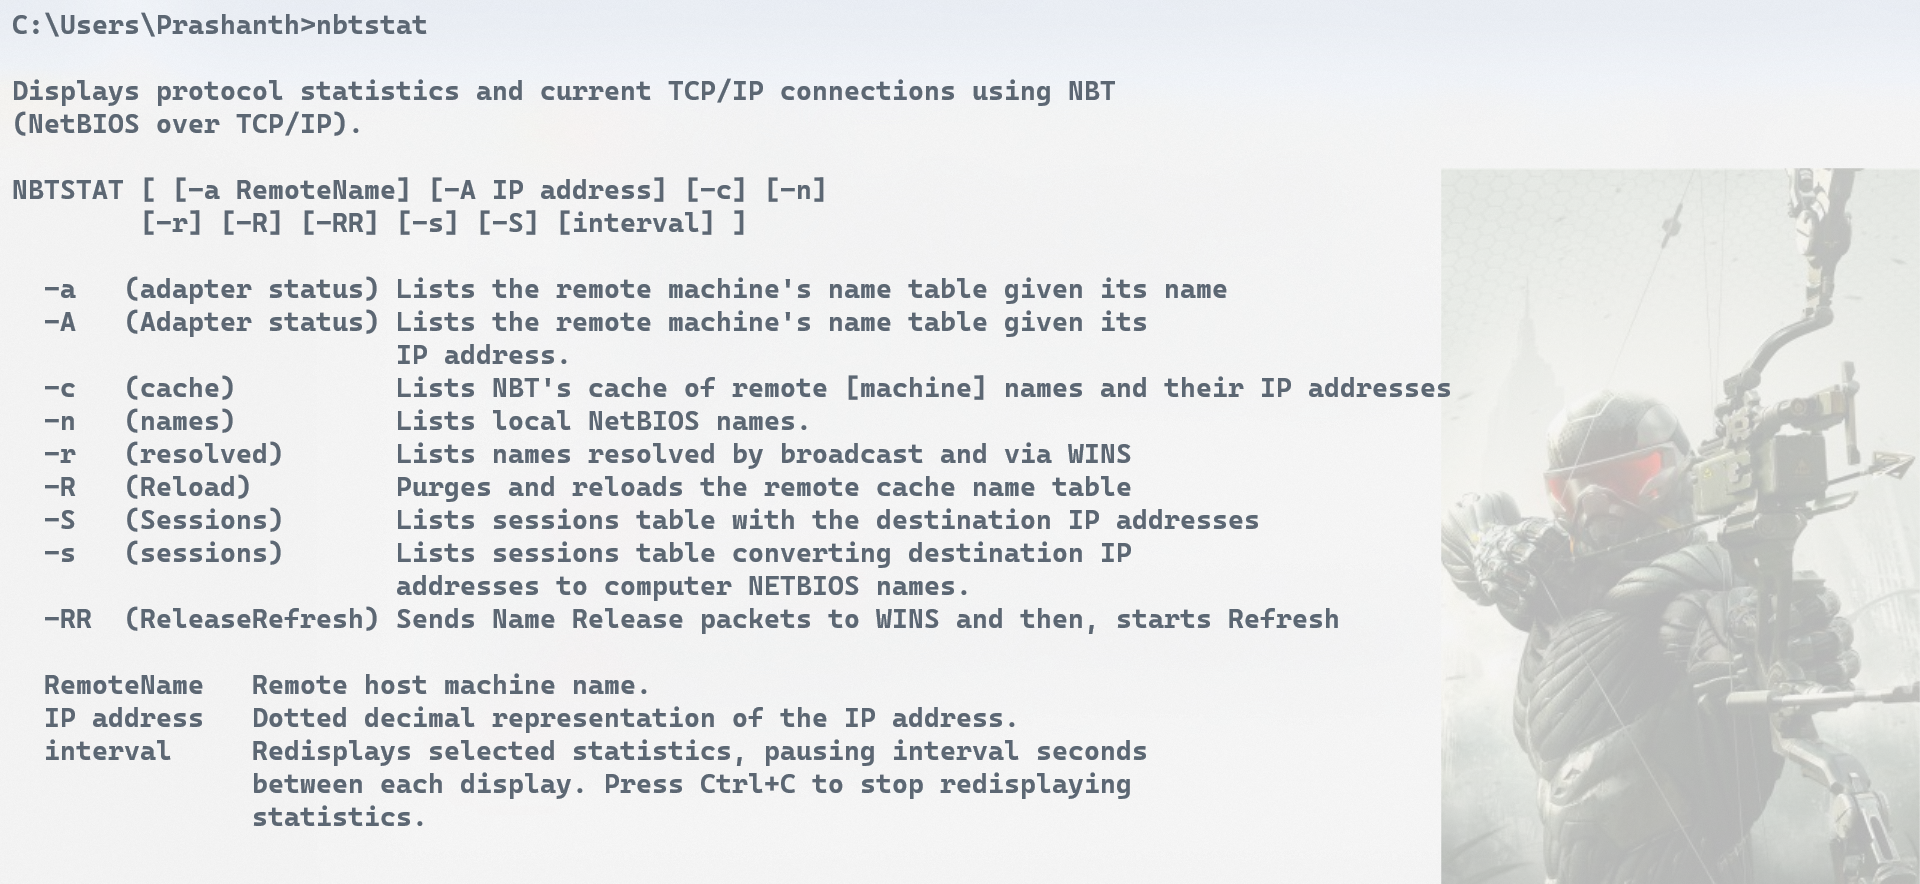 C:\Users\Prashanth>nbtstat
Displays protocol statistics and current TCP/IP connections using NBT
(NetBIOS over TCP/IP).
NBTSTAT [ [-a RemoteName] [-A IP address] [-c] [-n]
        [-r] [-R] [-RR] [-s] [-S] [interval] ]
  -a   (adapter status) Lists the remote machine's name table given its name
  -A   (Adapter status) Lists the remote machine's name table given its
                        IP address.
  -c   (cache)          Lists NBT's cache of remote [machine] names and their IP addresses
  -n   (names)          Lists local NetBIOS names.
  -r   (resolved)       Lists names resolved by broadcast and via WINS
  -R   (Reload)         Purges and reloads the remote cache name table
  -S   (Sessions)       Lists sessions table with the destination IP addresses
  -s   (sessions)       Lists sessions table converting destination IP
                        addresses to computer NETBIOS names.
  -RR  (ReleaseRefresh) Sends Name Release packets to WINS and then, starts Refresh
  RemoteName   Remote host machine name.
  IP address   Dotted decimal representation of the IP address.
  interval     Redisplays selected statistics, pausing interval seconds
               between each display. Press Ctrl+C to stop redisplaying
               statistics.